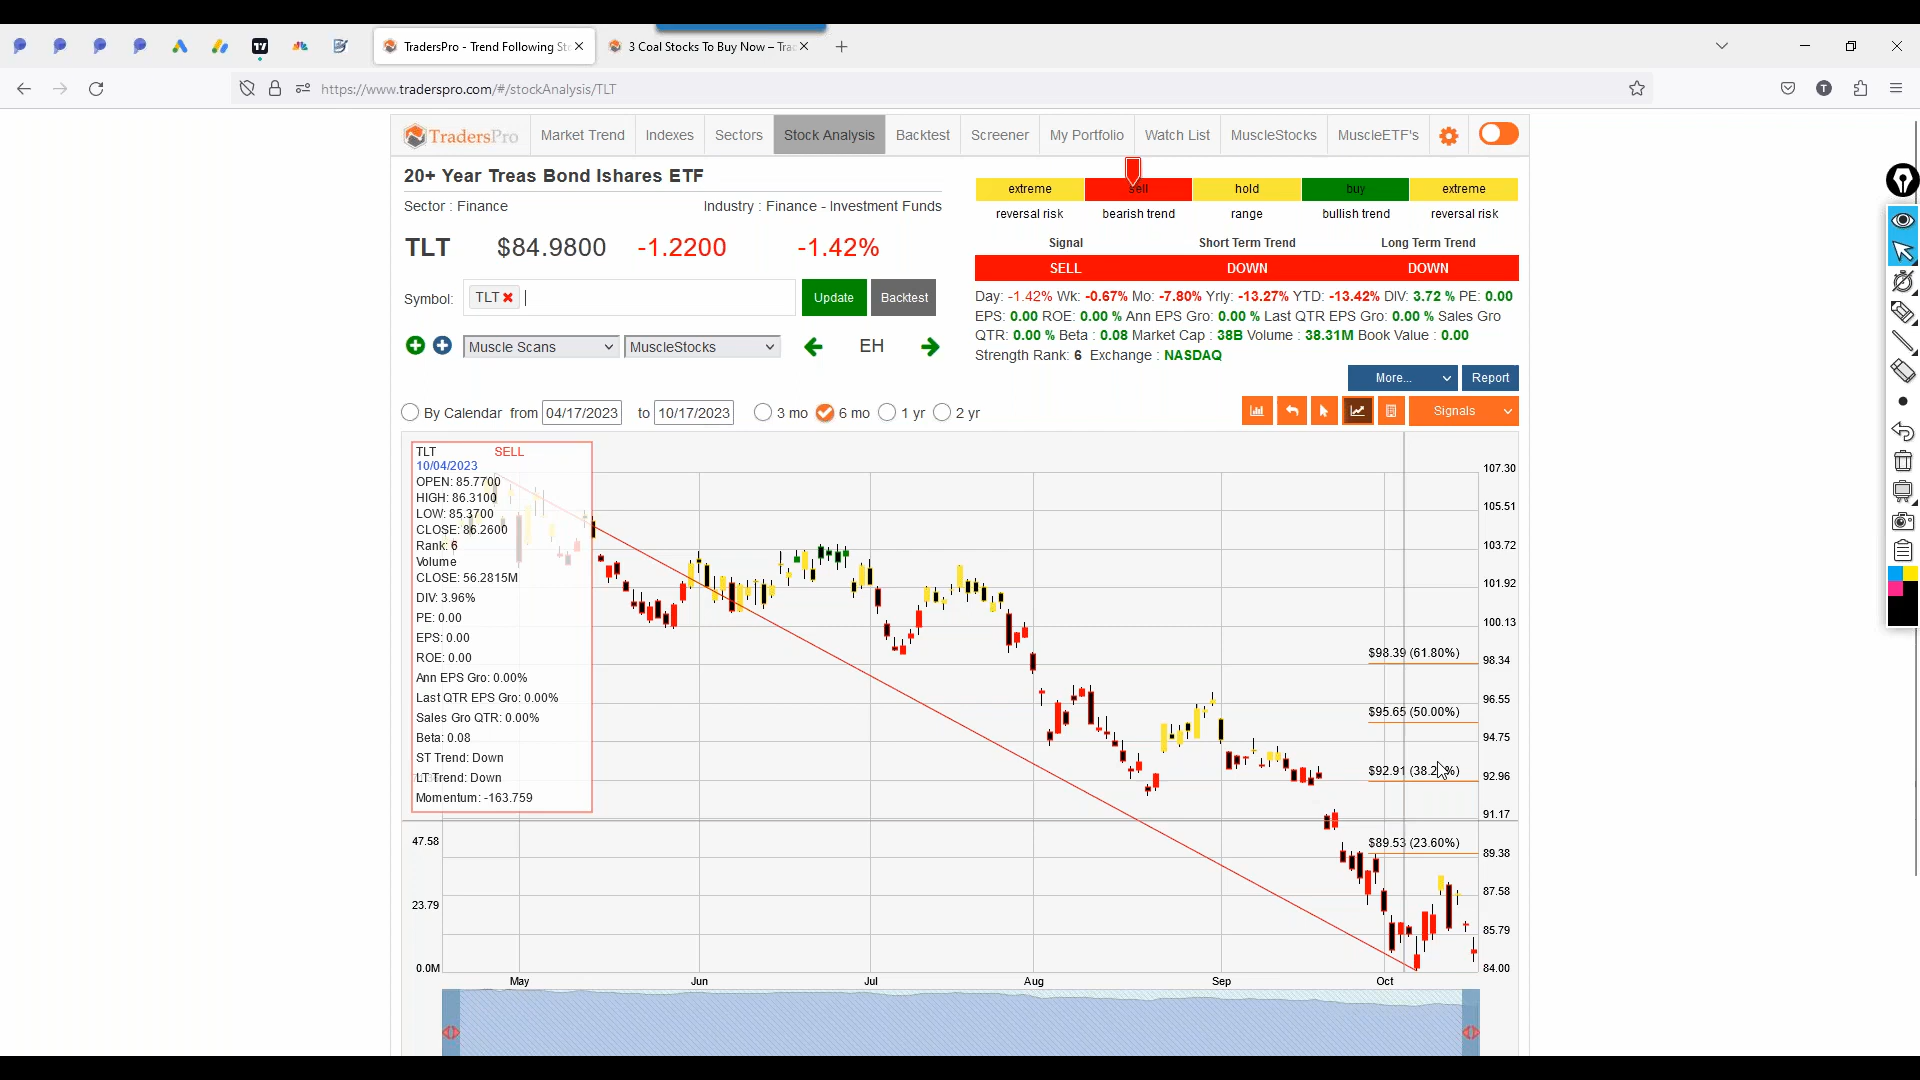 TradersPro - Trend Following St
3 Coal Stocks To Buy Now – Trad
https://www.traderspro.com/#/stockAnalysis/TLT
T
TradersPro
Market Trend
Indexes
Sectors
Stock Analysis
Backtest
Screener
My Portfolio
Watch List
MuscleStocks
MuscleETF's
20+ Year Treas Bond Ishares ETF
Sector : Finance
Industry : Finance - Investment Funds
TLT $84.9800 -1.2200 -1.42%
Symbol: TLT
Update
Backtest
Muscle Scans
MuscleStocks
EH
extreme sell hold buy extreme
reversal risk bearish trend range bullish trend reversal risk
Signal Short Term Trend Long Term Trend
SELL DOWN DOWN
Day: -1.42% Wk: -0.67% Mo: -7.80% Yrly: -13.27% YTD: -13.42% DIV: 3.72 % PE: 0.00
EPS: 0.00 ROE: 0.00 % Ann EPS Gro: 0.00 % Last QTR EPS Gro: 0.00 % Sales Gro
QTR: 0.00 % Beta : 0.08 Market Cap : 38B Volume : 38.31M Book Value : 0.00
Strength Rank: 6 Exchange : NASDAQ
More...
Report
By Calendar from 04/17/2023 to 10/17/2023 3 mo 6 mo 1 yr 2 yr
Signals
TLT SELL
10/04/2023
OPEN: 85.7700
HIGH: 86.3100
LOW: 85.3700
CLOSE: 86.2600
Rank: 6
Volume
CLOSE: 56.2815M
DIV: 3.96%
PE: 0.00
EPS: 0.00
ROE: 0.00
Ann EPS Gro: 0.00%
Last QTR EPS Gro: 0.00%
Sales Gro QTR: 0.00%
Beta: 0.08
ST Trend: Down
LT Trend: Down
Momentum: -163.759
47.58
23.79
0.0M
$98.39 (61.80%)
$95.65 (50.00%)
$92.91
$89.53 (23.60%)
107.30
105.51
103.72
101.92
100.13
98.34
96.55
94.75
92.96
91.17
89.38
87.58
85.79
84.00
May Jun Jul Aug Sep Oct